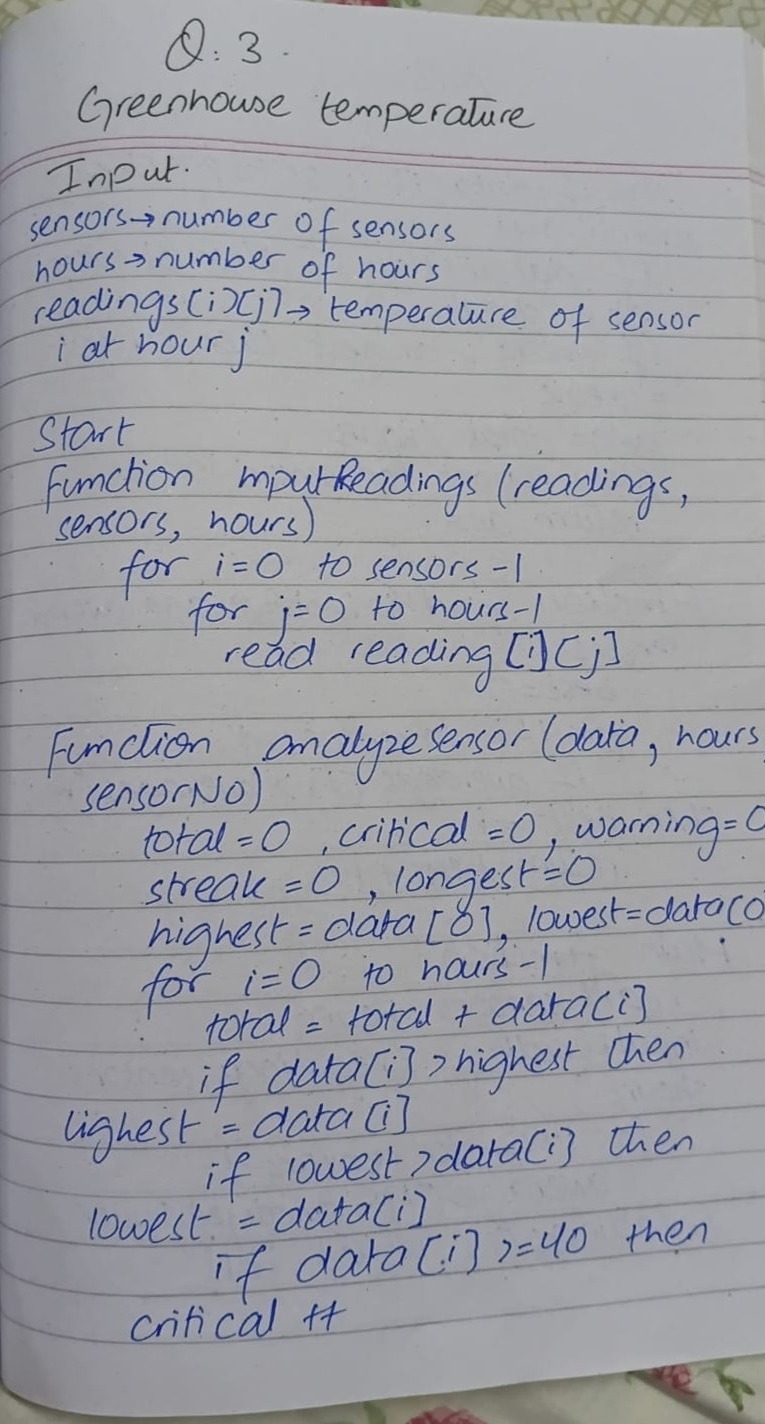 Q.3.
Greenhouse temperature
Input.
sensors→number of sensors
hours→number of hours
readings[i][j]→temperature of sensor
i at hour j
Start
Function inputReadings (readings,
sensors, hours)
for i=0 to sensors-1
for j=0 to hours-1
read reading[i][j]
Function analyzesensor (data, hours,
sensorNo)
total=0, critical=0, warning=0
streak=0, longest=0
highest=data[0], lowest=data[0
for i=0 to hours-1
total = total + data[i]
if data[i]>highest then
highest = data[i]
if lowest>data[i] then
lowest = data[i]
if data[i]>=40 then
critical ++